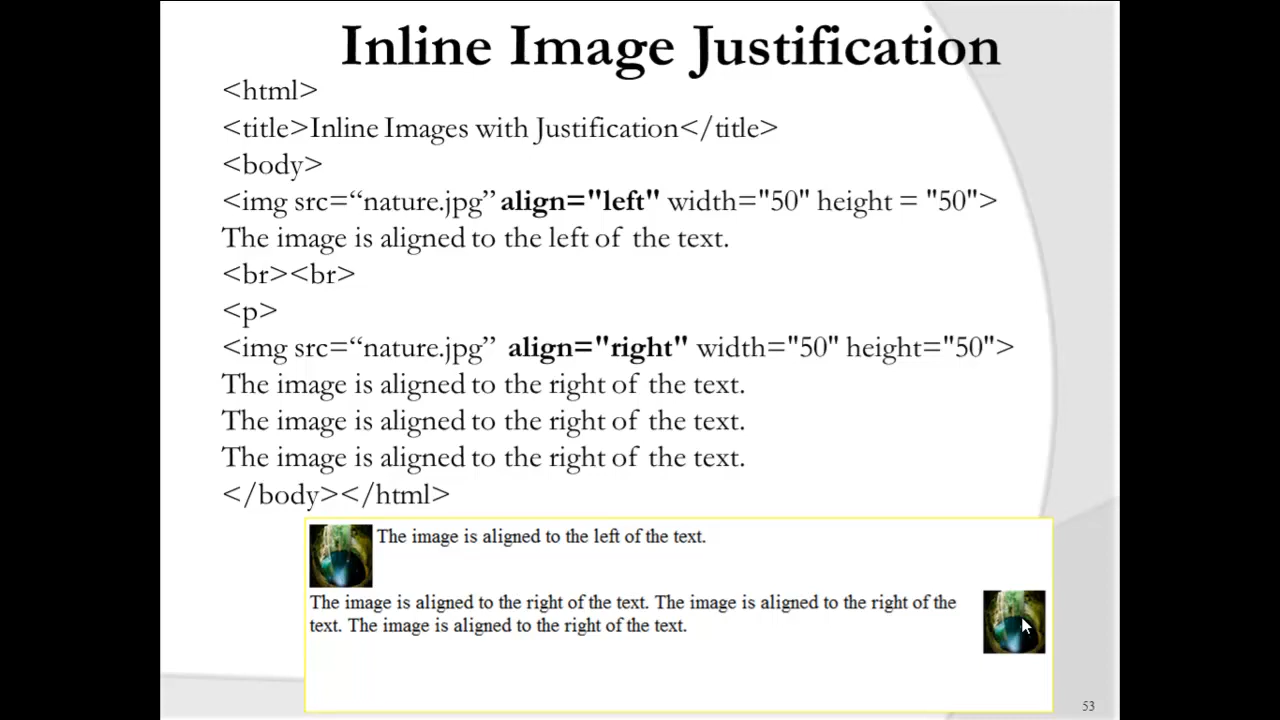 Inline Image Justification
<html>
<title>Inline Images with Justification</title>
<body>
<img src=“nature.jpg” align="left" width="50" height = "50">
The image is aligned to the left of the text.
<br><br>
<p>
<img src=“nature.jpg” align="right" width="50" height="50">
The image is aligned to the right of the text.
The image is aligned to the right of the text.
The image is aligned to the right of the text.
</body></html>
The image is aligned to the left of the text.
The image is aligned to the right of the text. The image is aligned to the right of the
text. The image is aligned to the right of the text.
53